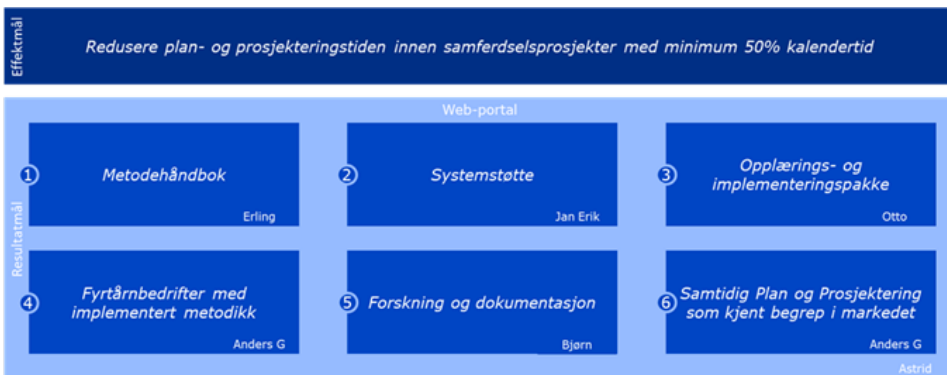 Effektmål
Redusere plan- og prosjekteringstiden innen samferdselsprosjekter med minimum 50% kalendertid
Web-portal
Resultatmål
1
Metodehåndbok
Erling
2
Systemstøtte
Jan Erik
3
Opplærings- og
implementeringspakke
Otto
4
Fyrtårnbedrifter med
implementert metodikk
Anders G
5
Forskning og dokumentasjon
Bjørn
6
Samtidig Plan og Prosjektering
som kjent begrep i markedet
Anders G
Astrid